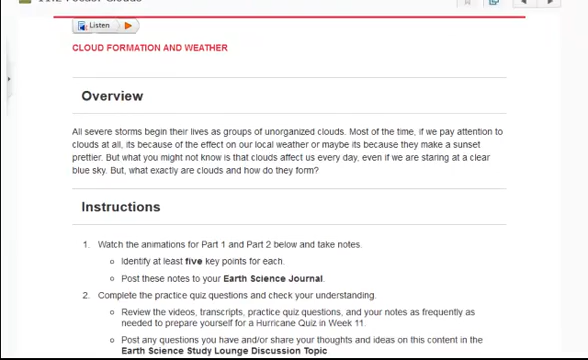 Listen
CLOUD FORMATION AND WEATHER
Overview
All severe storms begin their lives as groups of unorganized clouds. Most of the time, if we pay attention to
clouds at all, its because of the effect on our local weather or maybe its because they make a sunset
prettier. But what you might not know is that clouds affect us every day, even if we are staring at a clear
blue sky. But, what exactly are clouds and how do they form?
Instructions
1. Watch the animations for Part 1 and Part 2 below and take notes.
Identify at least five key points for each.
Post these notes to your Earth Science Journal.
2. Complete the practice quiz questions and check your understanding.
Review the videos, transcripts, practice quiz questions, and your notes as frequently as
needed to prepare yourself for a Hurricane Quiz in Week 11.
Post any questions you have and/or share your thoughts and ideas on this content in the
Earth Science Study Lounge Discussion Topic